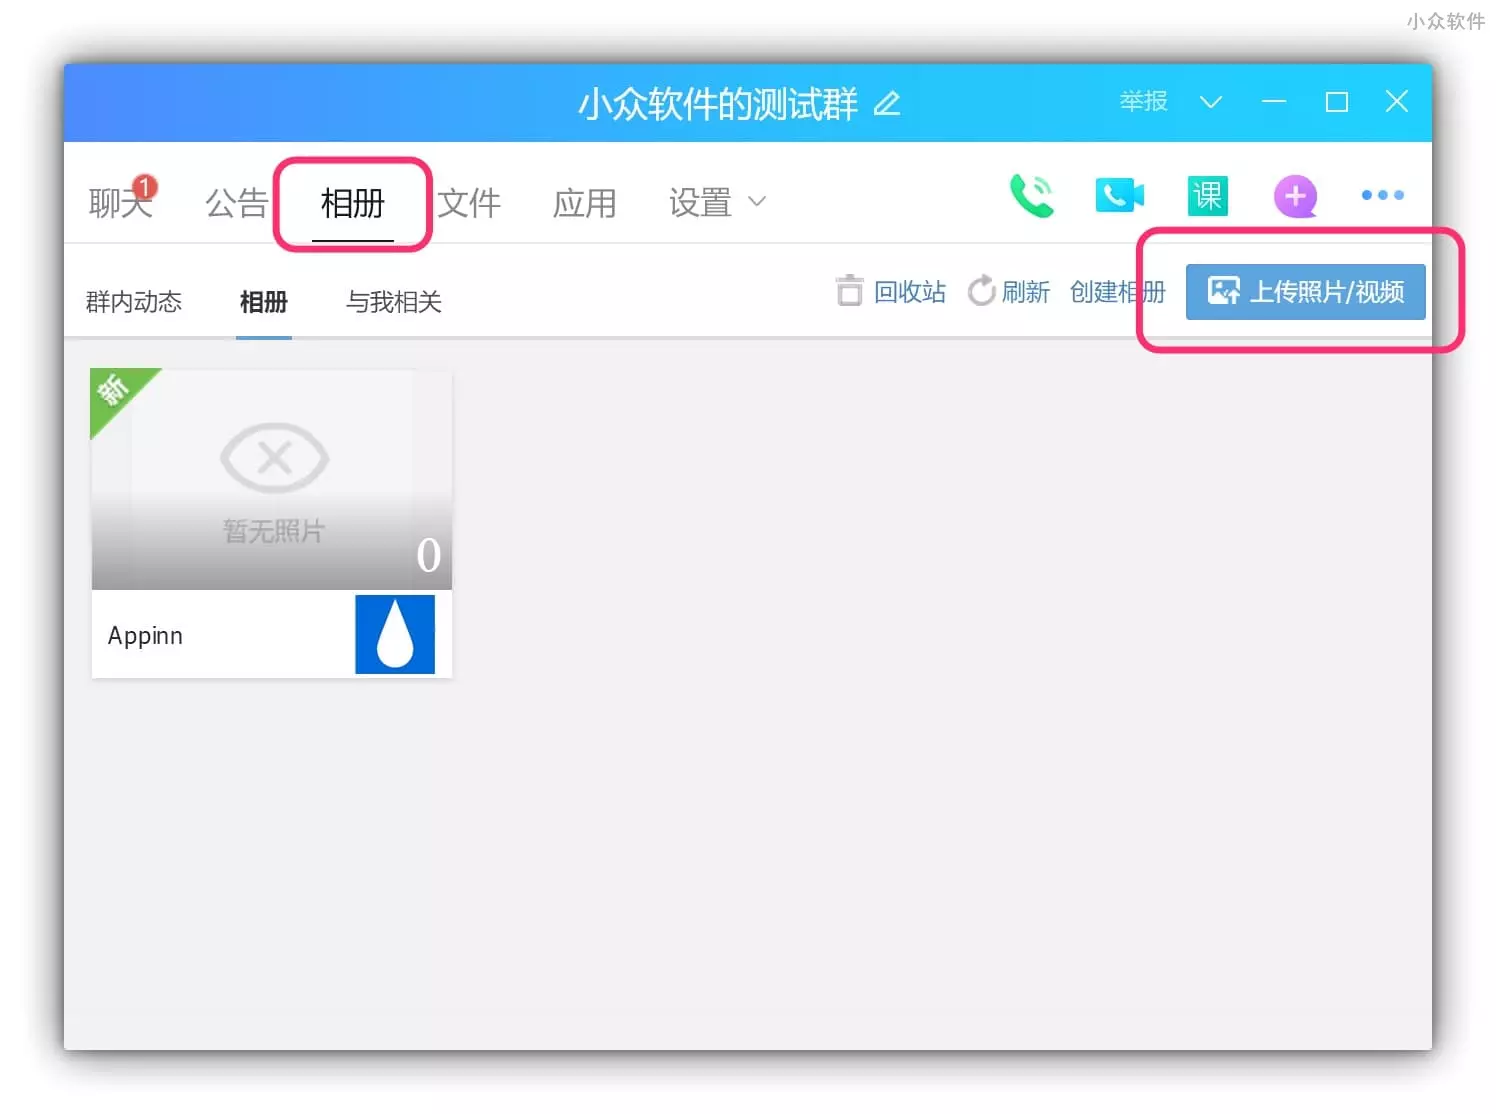 小众软件
小众软件的测试群
举报
聊天 1 公告 相册 文件 应用 设置
课
群内动态 相册 与我相关 回收站 刷新 创建相册 上传照片/视频
新
暂无照片
0
Appinn